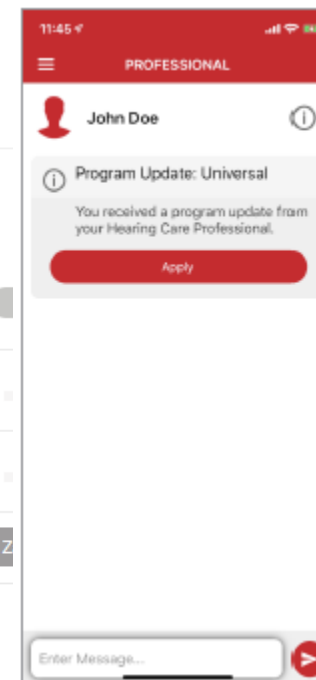 11:45
PROFESSIONAL
John Doe
Program Update: Universal
You received a program update from
your Hearing Care Professional.
Apply
Z
Enter Message...